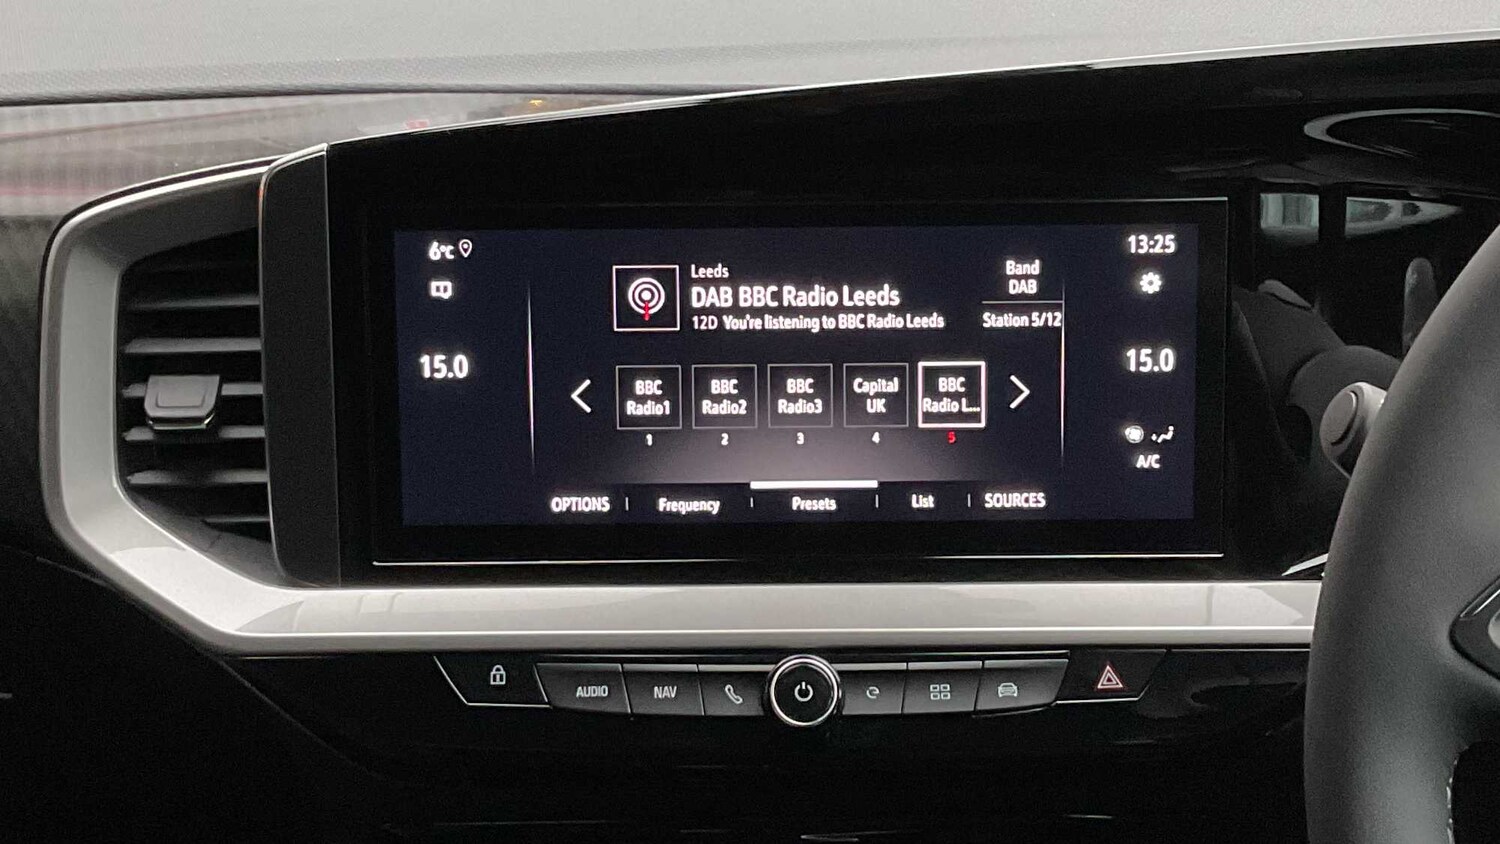 6°C
13:25
Leeds
DAB BBC Radio Leeds
12D You're listening to BBC Radio Leeds
Band
DAB
Station 5/12
15.0
15.0
BBC
Radio1
BBC
Radio2
BBC
Radio3
Capital
UK
BBC
Radio L...
1
2
3
4
5
A/C
OPTIONS
Frequency
Presets
List
SOURCES
AUDIO
NAV